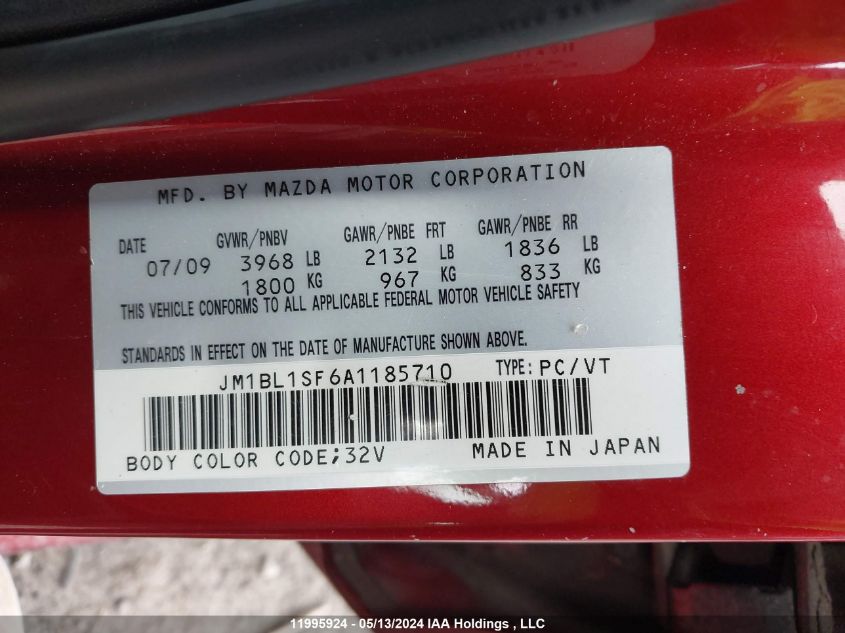 MFD. BY MAZDA MOTOR CORPORATION
DATE GVWR/PNBV GAWR/PNBE FRT GAWR/PNBE RR
07/09 3968 LB 2132 LB 1836 LB
1800 KG 967 KG 833 KG
THIS VEHICLE CONFORMS TO ALL APPLICABLE FEDERAL MOTOR VEHICLE SAFETY
STANDARDS IN EFFECT ON THE DATE OF MANUFACTURE SHOWN ABOVE.
JM1BL1SF6A1185710 TYPE: PC/VT
BODY COLOR CODE;32V MADE IN JAPAN
11995924 - 05/13/2024 IAA Holdings , LLC